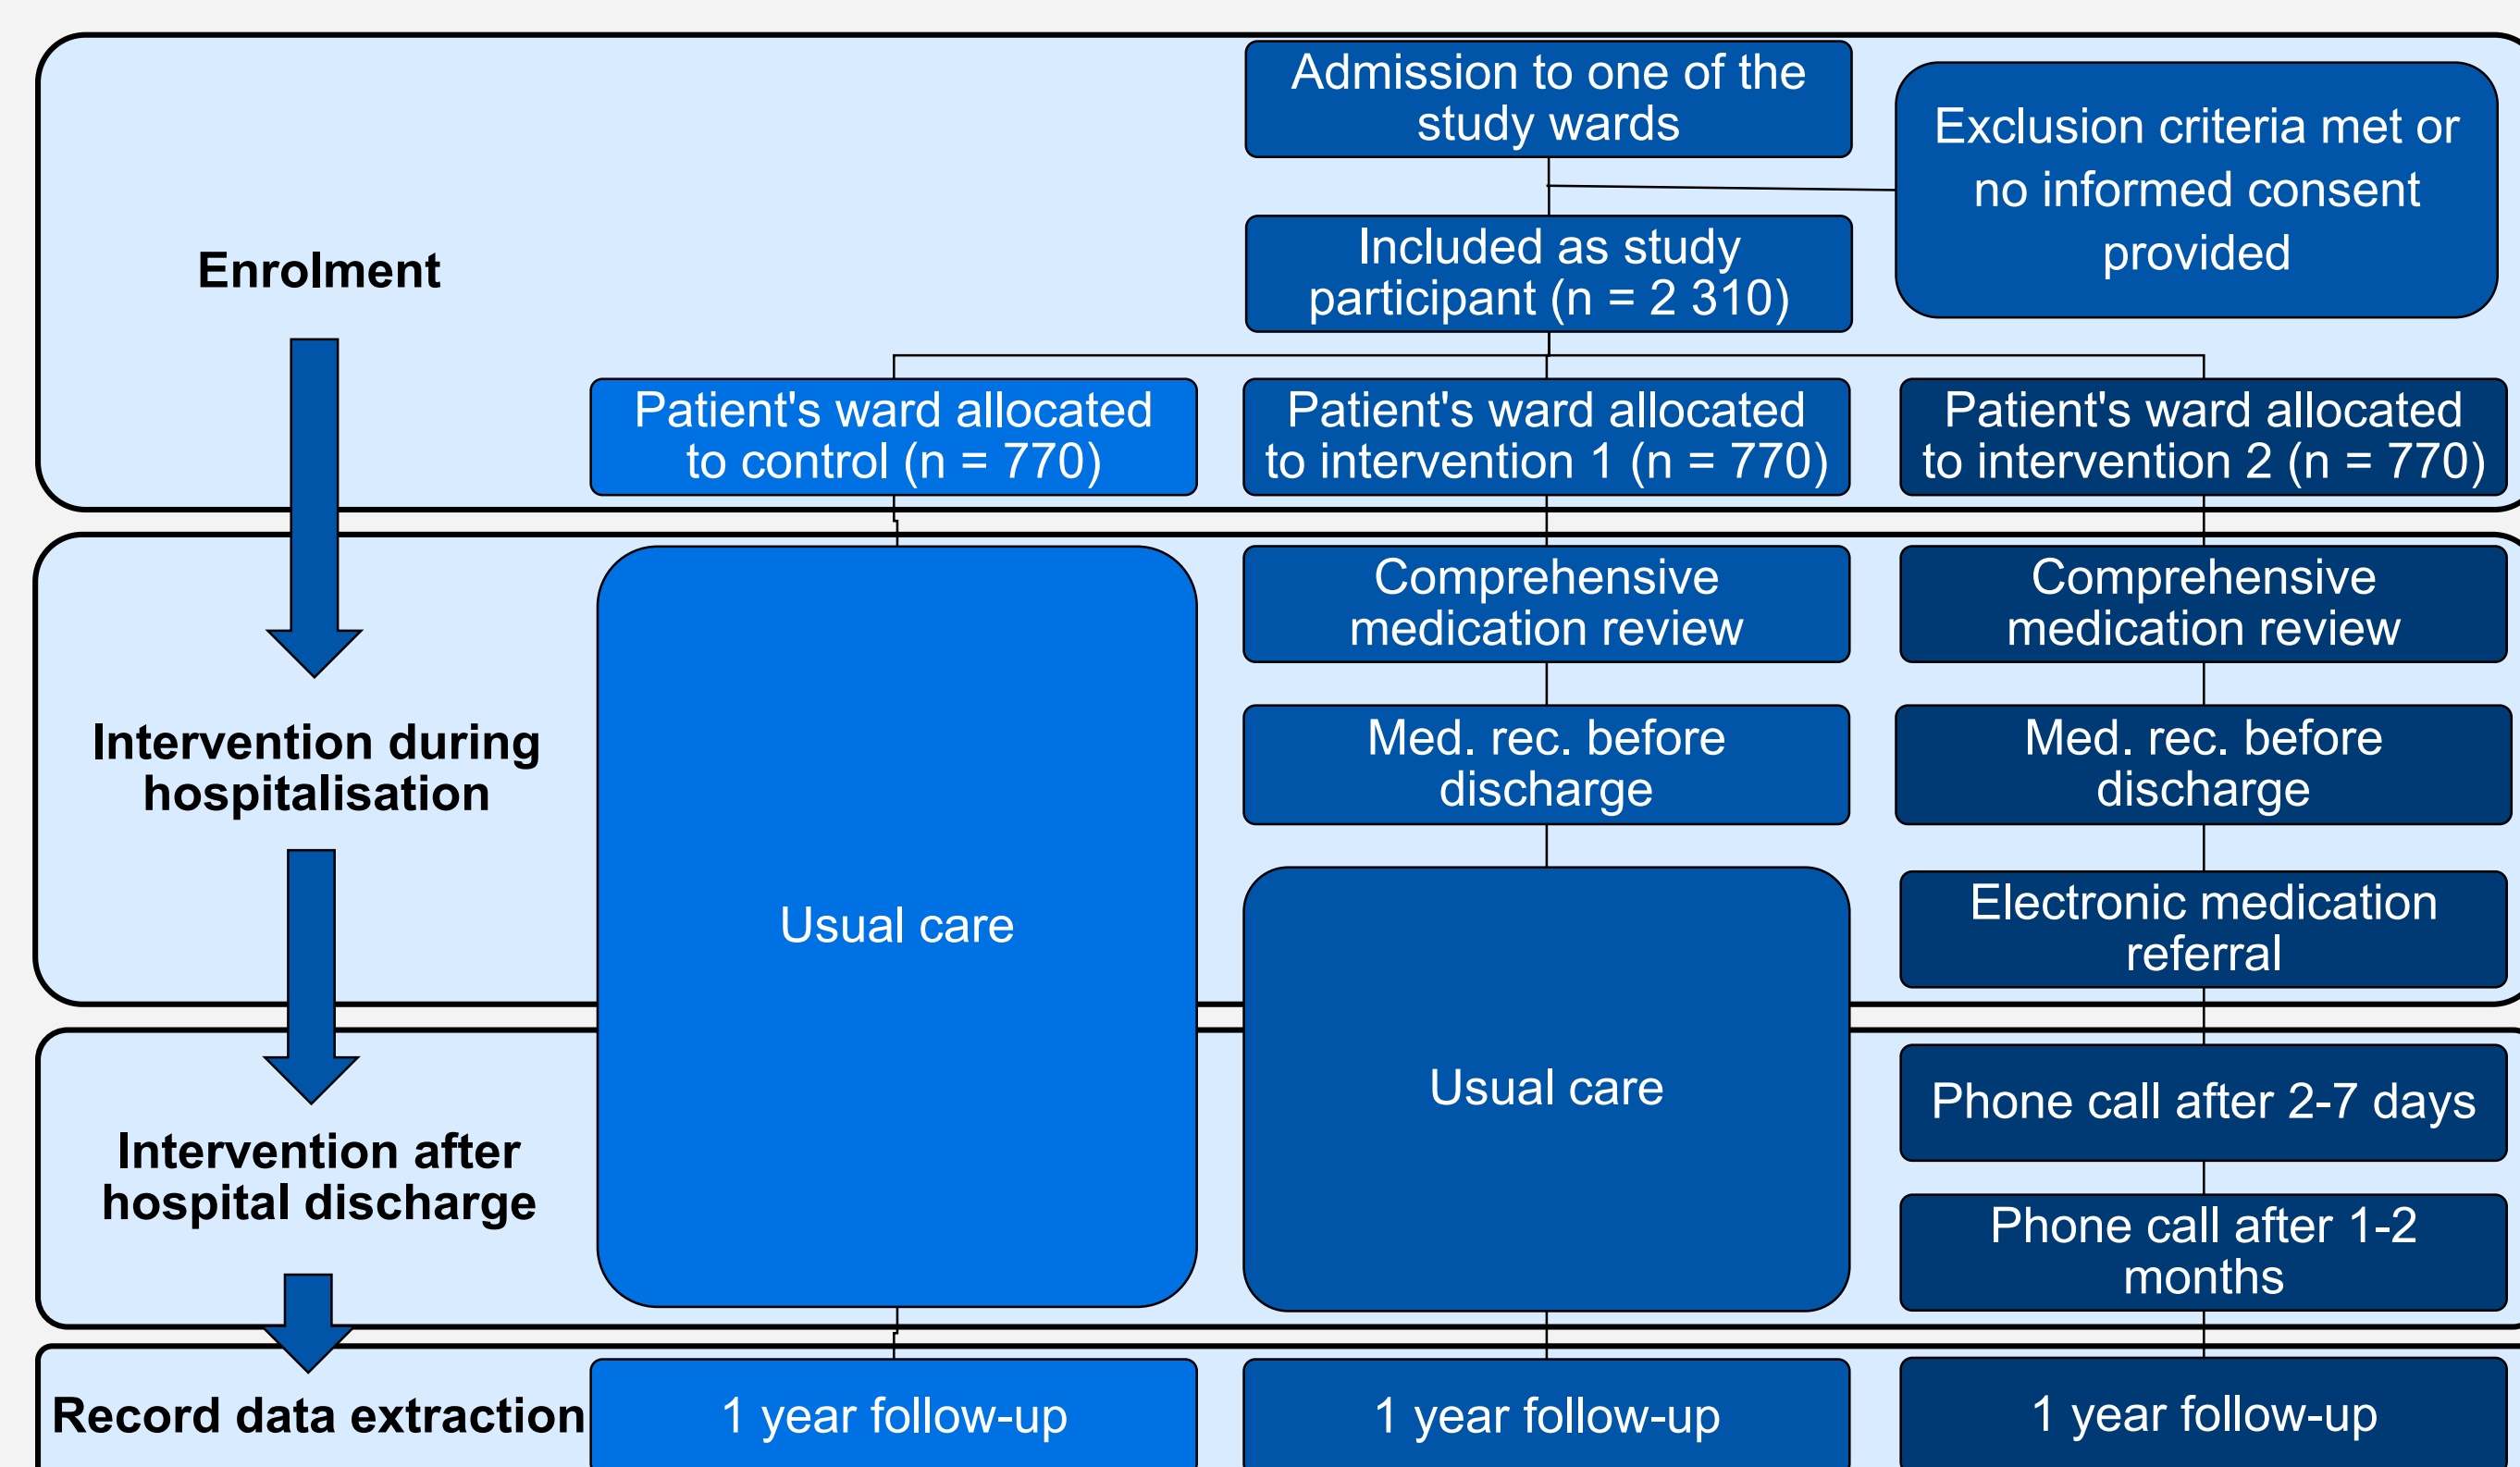 Admission to one of the
study wards
Exclusion criteria met or
no informed consent
provided
Enrolment
Included as study
participant (n = 2 310)
Patient's ward allocated
to control (n = 770)
Patient's ward allocated
to intervention 1 (n = 770)
Patient's ward allocated
to intervention 2 (n = 770)
Intervention during
hospitalisation
Usual care
Comprehensive
medication review
Comprehensive
medication review
Med. rec. before
discharge
Med. rec. before
discharge
Electronic medication
referral
Intervention after
hospital discharge
Usual care
Phone call after 2-7 days
Phone call after 1-2
months
Record data extraction
1 year follow-up
1 year follow-up
1 year follow-up